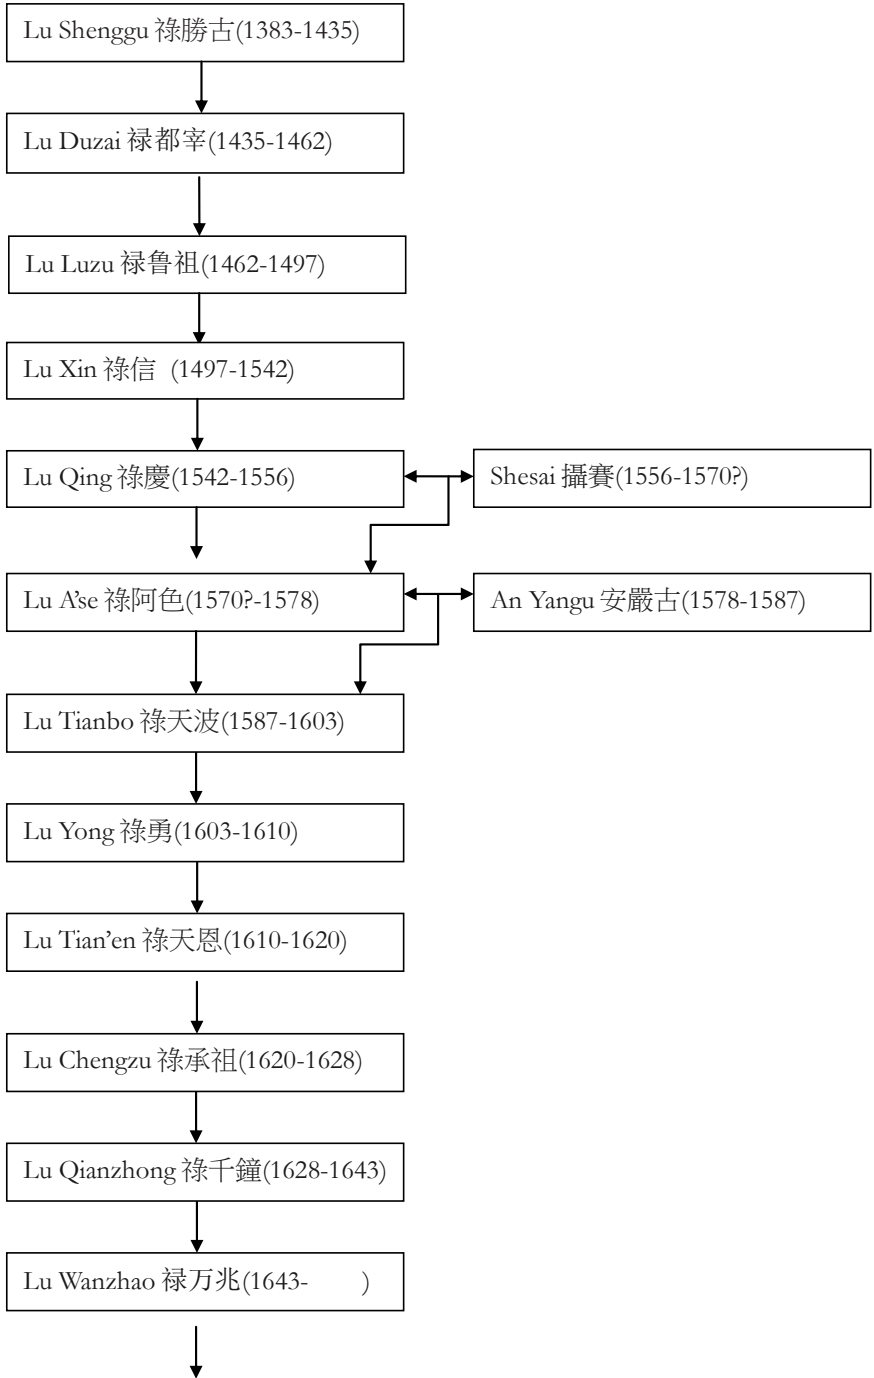 Lu Shenggu 祿勝古(1383-1435)
Lu Duzai 禄都宰(1435-1462)
Lu Luzu 禄鲁祖(1462-1497)
Lu Xin 祿信 (1497-1542)
Lu Qing 祿慶(1542-1556)
Shesai 攝賽(1556-1570?)
Lu A'se 祿阿色(1570?-1578)
An Yangu 安嚴古(1578-1587)
Lu Tianbo 祿天波(1587-1603)
Lu Yong 祿勇(1603-1610)
Lu Tian'en 祿天恩(1610-1620)
Lu Chengzu 祿承祖(1620-1628)
Lu Qianzhong 祿千鐘(1628-1643)
Lu Wanzhao 禄万兆(1643- )